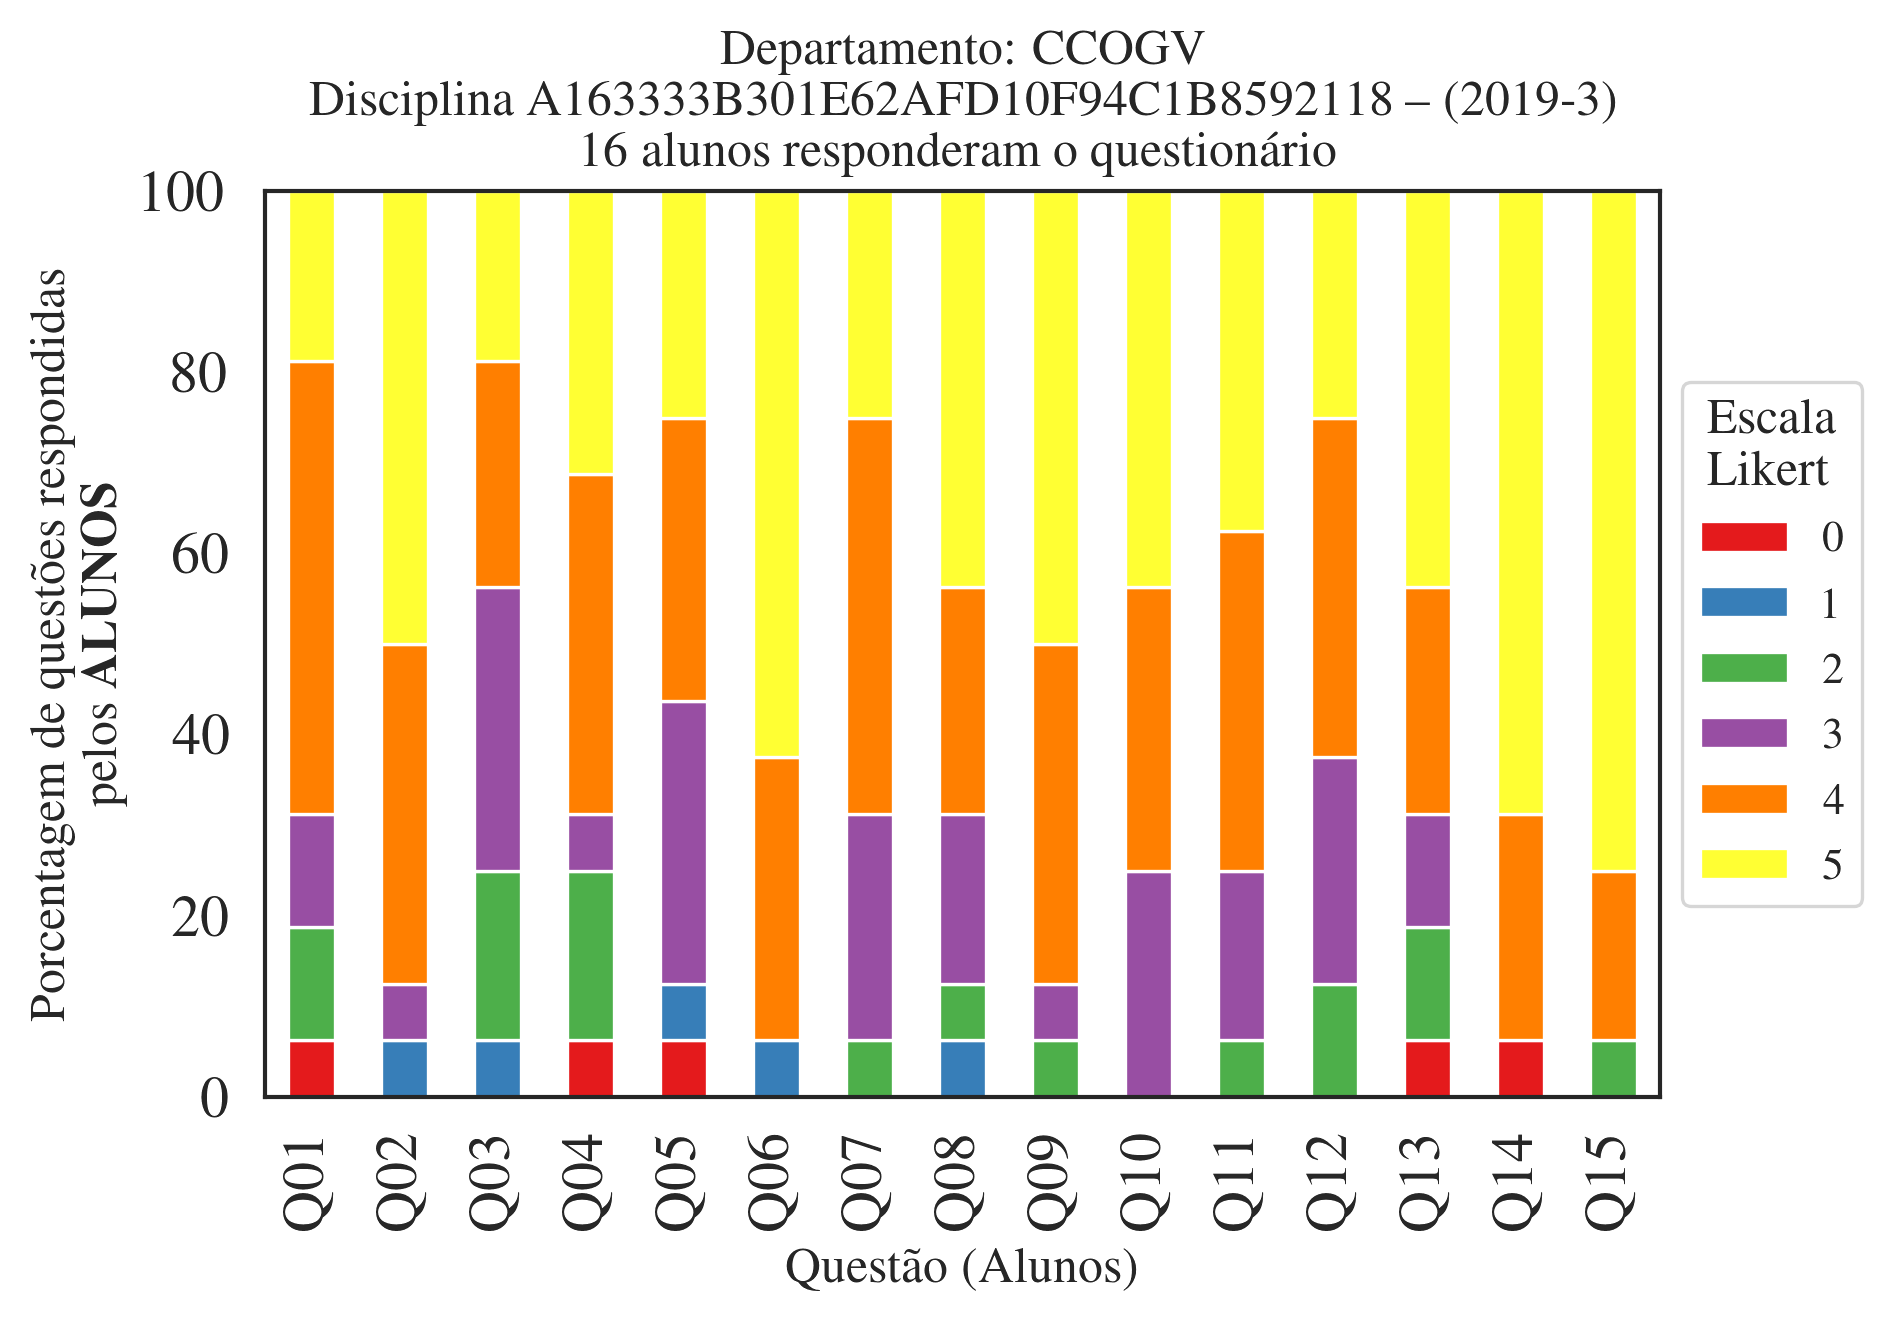 Departamento: CCOGV
Disciplina A163333B301E62AFD10F94C1B8592118 – (2019-3)
16 alunos responderam o questionário
Porcentagem de questões respondidas
pelos ALUNOS
100
80
60
40
20
0
Q01
Q02
Q03
Q04
Q05
Q06
Q07
Q08
Q09
Q10
Q11
Q12
Q13
Q14
Q15
Questão (Alunos)
Escala
Likert
0
1
2
3
4
5